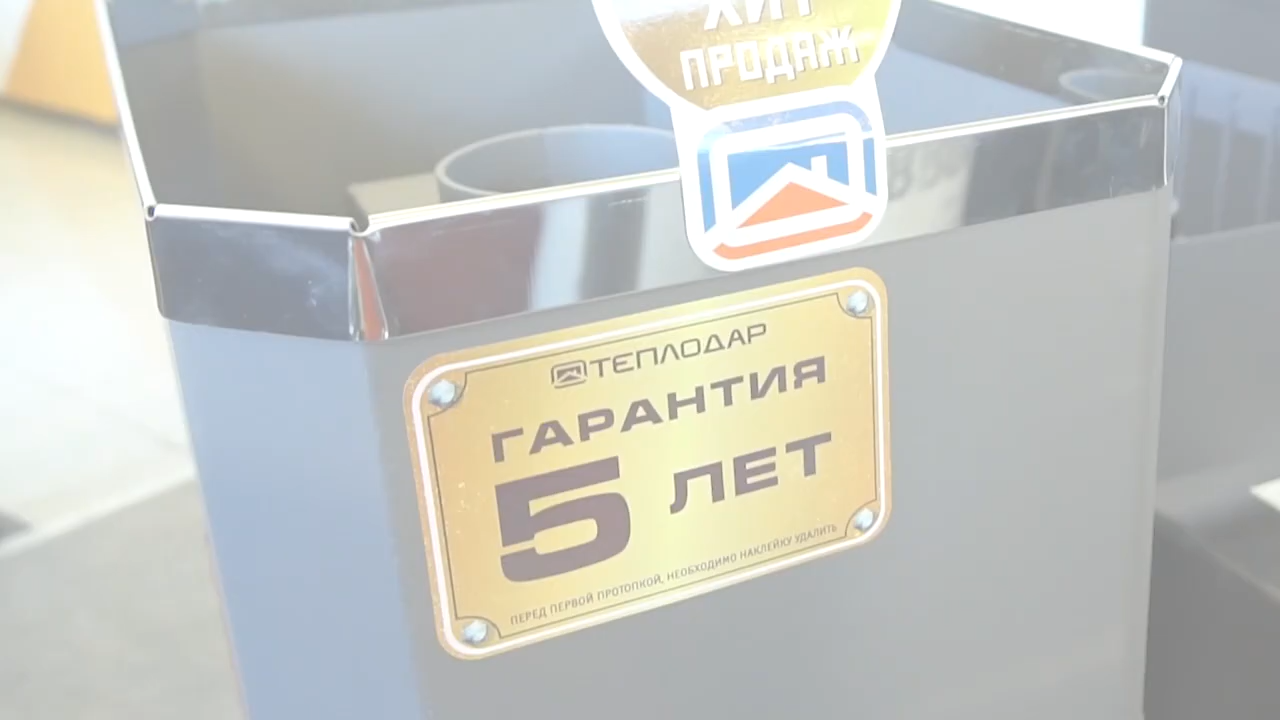 ХИТ
ПРОДАЖ
ТЕПЛОДАР
ГАРАНТИЯ
5 ЛЕТ
ПЕРЕД ПЕРВОЙ ПРОТОПКОЙ, НЕОБХОДИМО НАКЛЕЙКУ УДАЛИТЬ